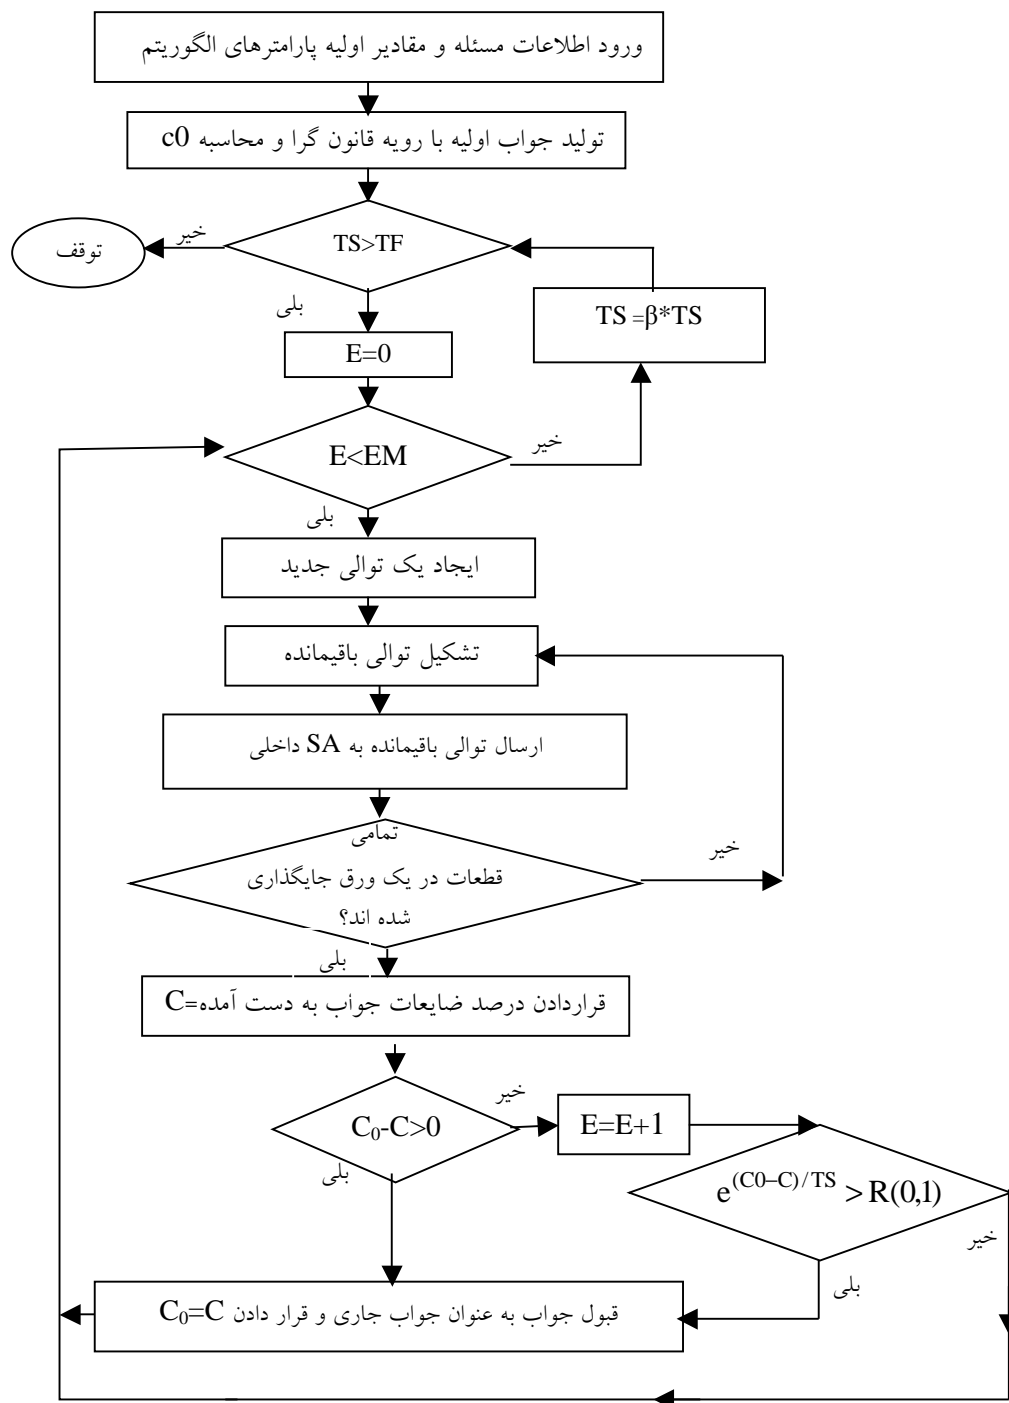 ورود اطلاعات مسئله و مقادیر اولیه پارامترهای الگوریتم
تولید جواب اولیه با رویه قانون گرا و محاسبه c0
TS>TF
خیر
توقف
بلی
TS=β*TS
E=0
E<EM
خیر
بلی
ایجاد یک توالی جدید
تشکیل توالی باقیمانده
ارسال توالی باقیمانده به SA داخلی
تمامی
قطعات در یک ورق جایگذاری
شده اند؟
خیر
بلی
قراردادن درصد ضایعات جواب به دست آمده=C
C₀-C>0
خیر
E=E+1
بلی
e^(C0−C)/TS > R(0,1)
خیر
بلی
قبول جواب به عنوان جواب جاری و قرار دادن C₀=C